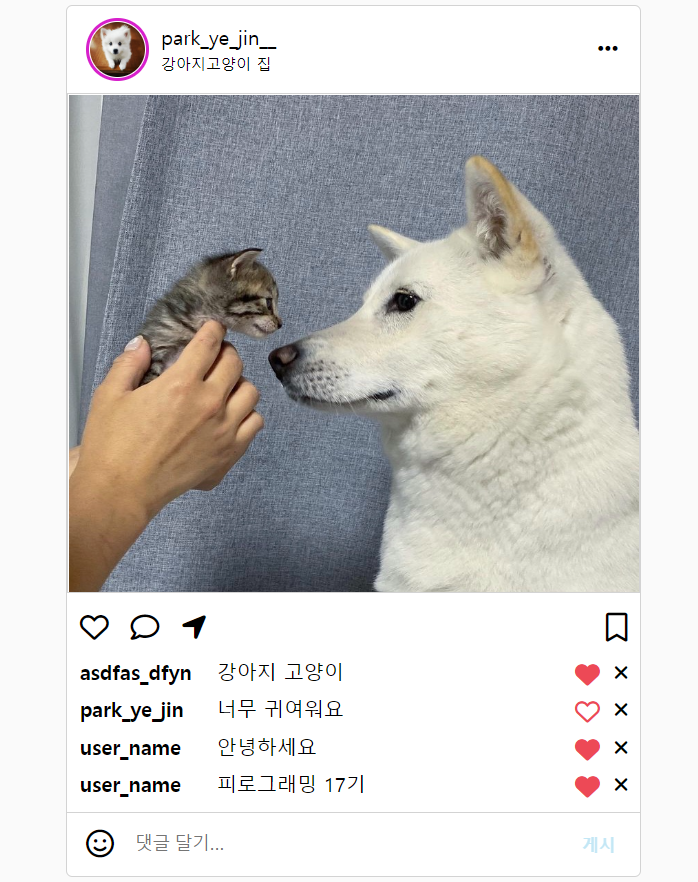 park_ye_jin__
강아지고양이 집
asdfas_dfyn 강아지 고양이
park_ye_jin 너무 귀여워요
user_name 안녕하세요
user_name 피로그래밍 17기
댓글 달기...
게시